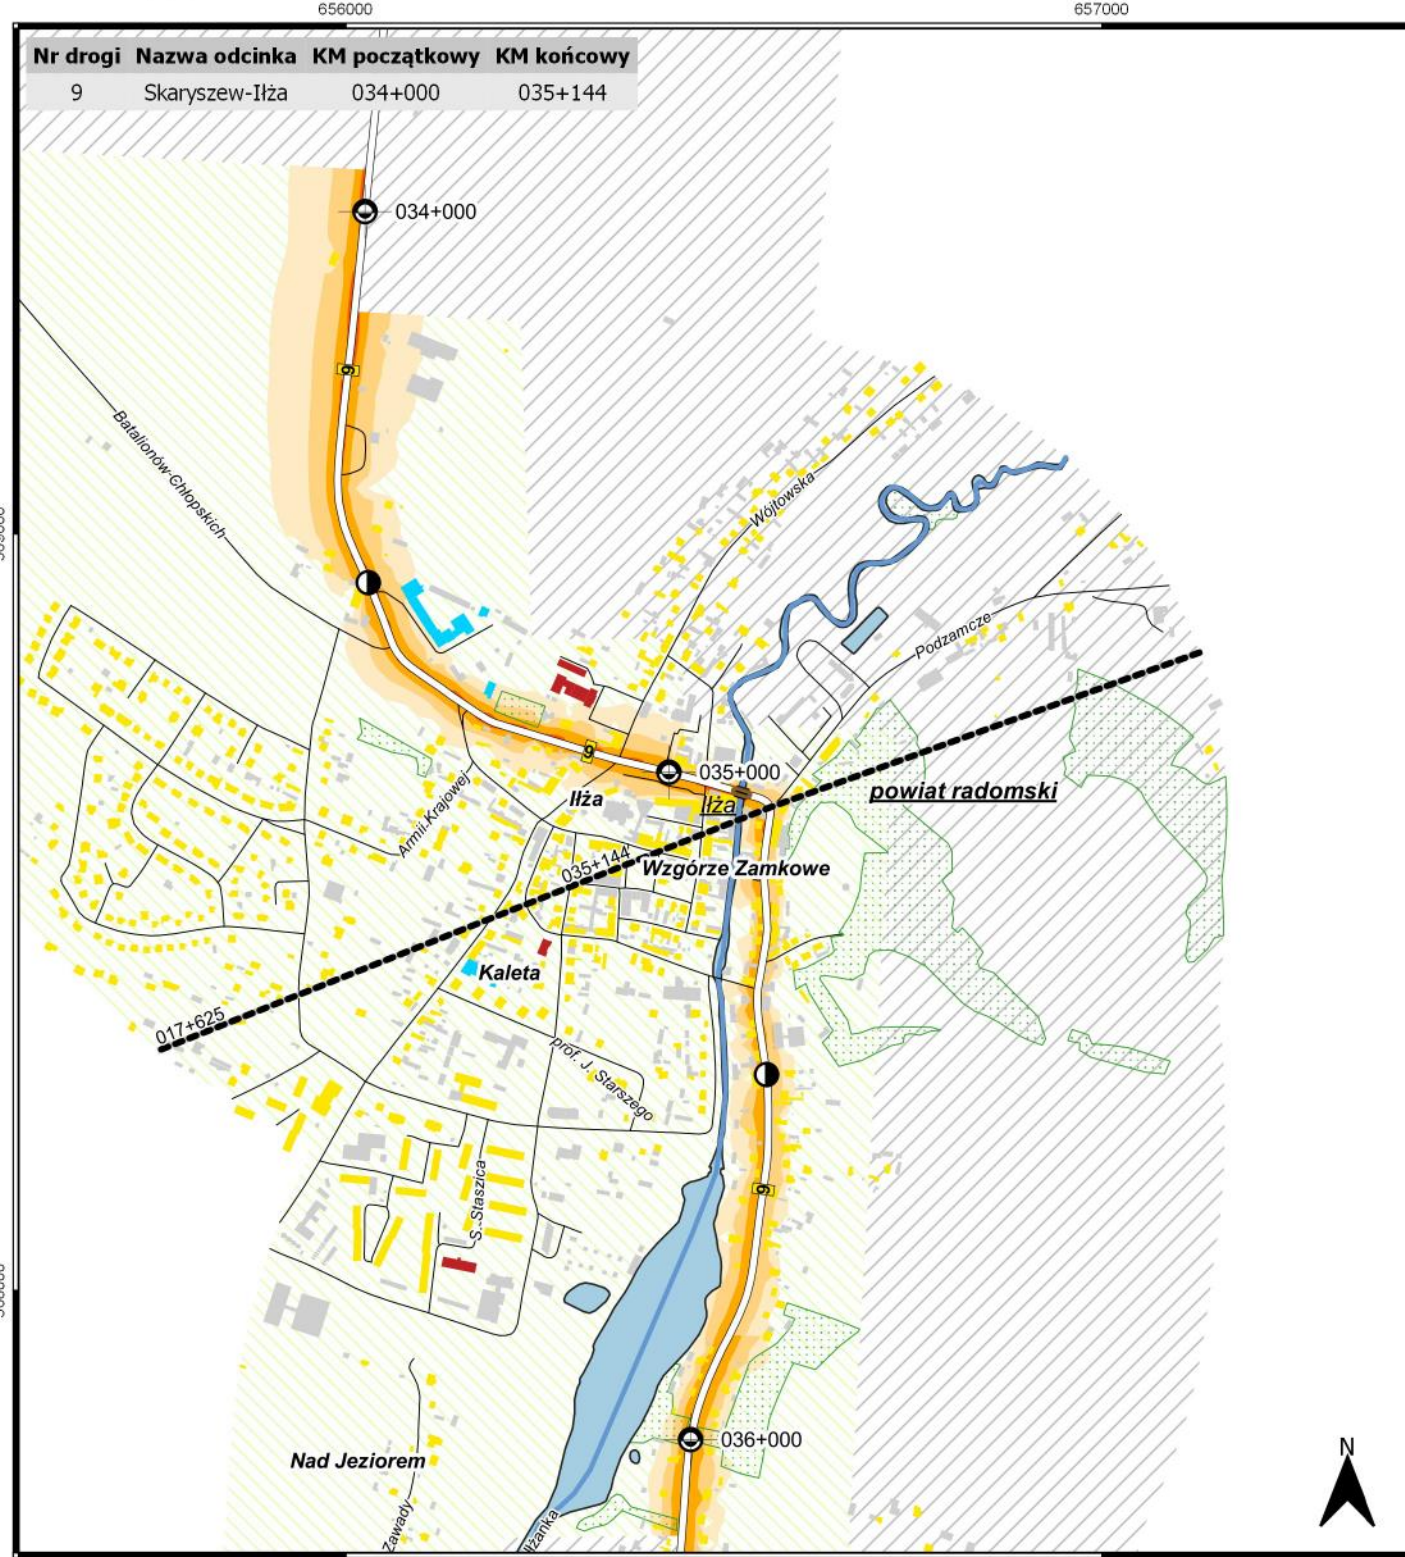 656000
657000
Nr drogi Nazwa odcinka KM początkowy KM końcowy
9 Skaryszew-Iłża 034+000 035+144
034+000
9
Batalionów-Chłopskich
Wójtowska
Podzamcze
9
035+000
powiat radomski
Iłża
Iłża
Armii-Krajowej
035+144
Wzgórze Zamkowe
Kaleta
017+625
prof. J. Starszego
S. Staszica
9
036+000
Nad Jeziorem
Zawady
Iłżanka
N